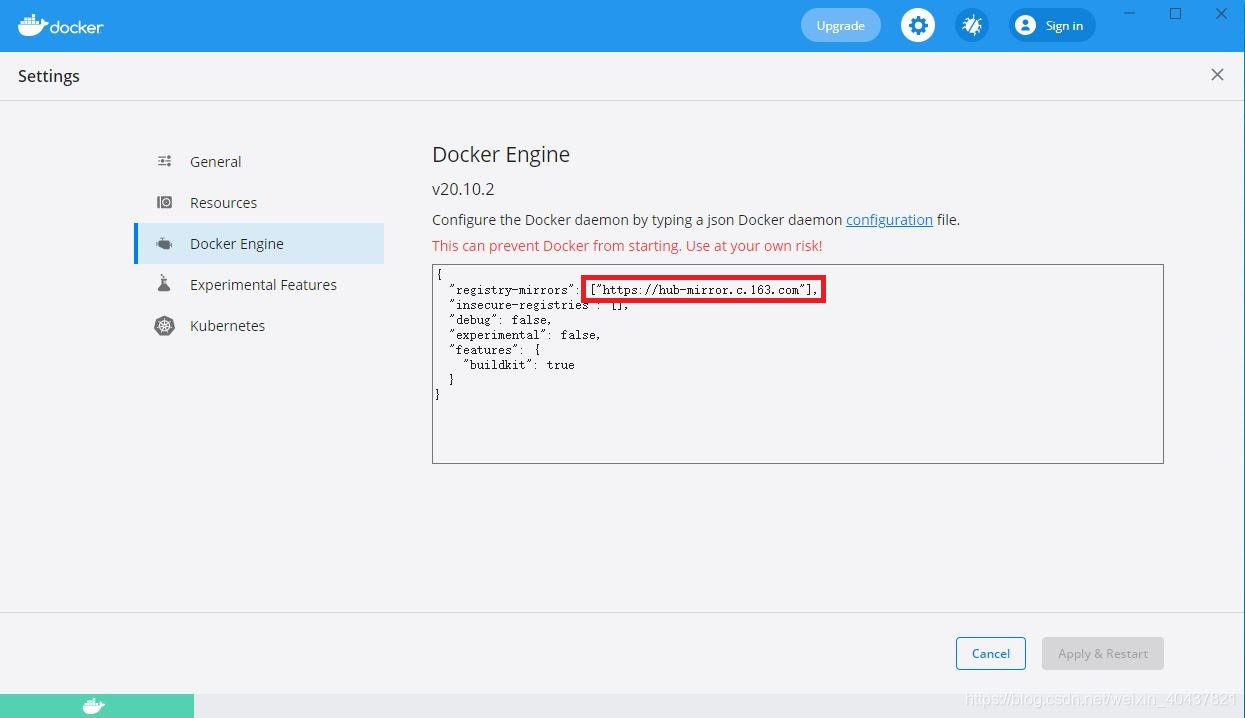 docker
Upgrade
Sign in
Settings
General
Resources
Docker Engine
Experimental Features
Kubernetes
Docker Engine
v20.10.2
Configure the Docker daemon by typing a json Docker daemon configuration file.
This can prevent Docker from starting. Use at your own risk!
{
"registry-mirrors": ["https://hub-mirror.c.163.com"],
"insecure-registries": [],
"debug": false,
"experimental": false,
"features": {
"buildkit": true
}
}
Cancel
Apply & Restart
https://blog.csdn.net/weixin_40437821